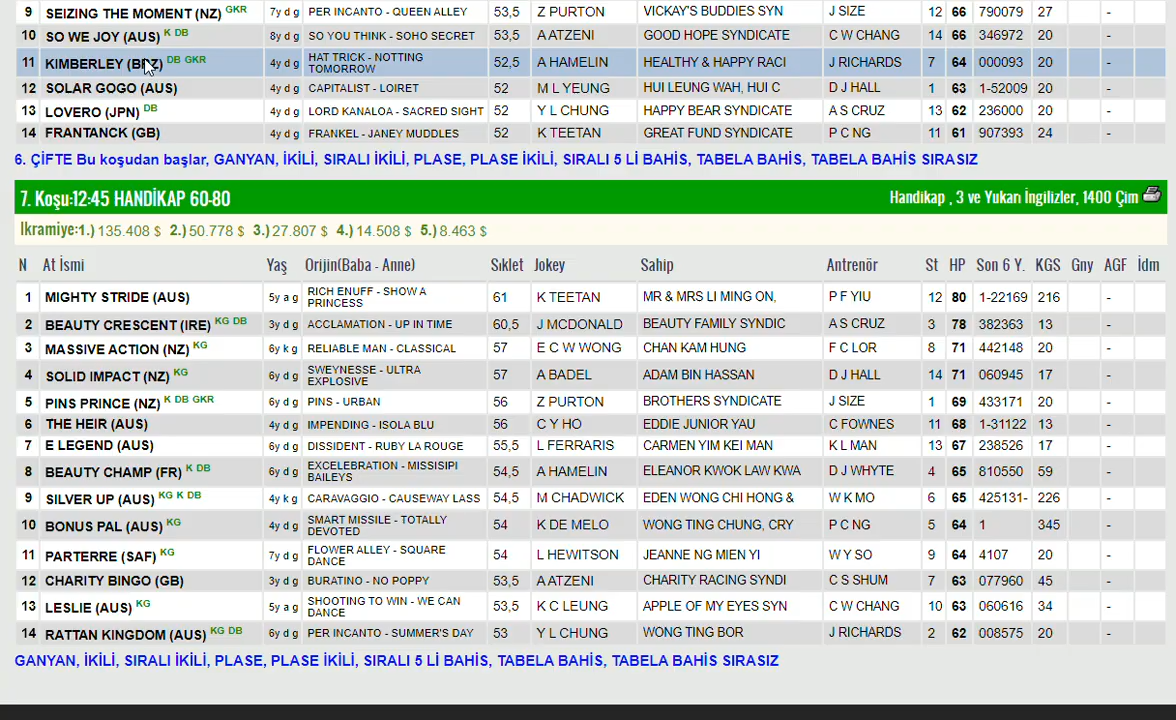 9 SEIZING THE MOMENT (NZ) GKR 7y d g PER INCANTO - QUEEN ALLEY 53,5 Z PURTON VICKAY'S BUDDIES SYN J SIZE 12 66 790079 27 -
10 SO WE JOY (AUS) K DB 8y d g SO YOU THINK - SOHO SECRET 53,5 A ATZENI GOOD HOPE SYNDICATE C W CHANG 14 66 346972 20 -
11 KIMBERLEY (BRZ) DB GKR 4y d g HAT TRICK - NOTTING TOMORROW 52,5 A HAMELIN HEALTHY & HAPPY RACI J RICHARDS 7 64 000093 20 -
12 SOLAR GOGO (AUS) 4y d g CAPITALIST - LOIRET 52 M L YEUNG HUI LEUNG WAH, HUI C D J HALL 1 63 1-52009 20 -
13 LOVERO (JPN) DB 4y d g LORD KANALOA - SACRED SIGHT 52 Y L CHUNG HAPPY BEAR SYNDICATE A S CRUZ 13 62 236000 20 -
14 FRANTANCK (GB) 4y d g FRANKEL - JANEY MUDDLES 52 K TEETAN GREAT FUND SYNDICATE P C NG 11 61 907393 24 -
6. ÇİFTE Bu koşudan başlar, GANYAN, İKİLİ, SIRALI İKİLİ, PLASE, PLASE İKİLİ, SIRALI 5 Lİ BAHİS, TABELA BAHİS, TABELA BAHİS SIRASIZ
7. Koşu:12:45 HANDİKAP 60-80 Handikap , 3 ve Yukarı İngilizler, 1400 Çim
İkramiye:1.) 135.408 $ 2.) 50.778 $ 3.) 27.807 $ 4.) 14.508 $ 5.) 8.463 $
N At İsmi Yaş Orijin(Baba - Anne) Sıklet Jokey Sahip Antrenör St HP Son 6 Y. KGS Gny AGF İdm
1 MIGHTY STRIDE (AUS) 5y a g RICH ENUFF - SHOW A PRINCESS 61 K TEETAN MR & MRS LI MING ON, P F YIU 12 80 1-22169 216 -
2 BEAUTY CRESCENT (IRE) KG DB 3y d g ACCLAMATION - UP IN TIME 60,5 J MCDONALD BEAUTY FAMILY SYNDIC A S CRUZ 3 78 382363 13 -
3 MASSIVE ACTION (NZ) KG 6y k g RELIABLE MAN - CLASSICAL 57 E C W WONG CHAN KAM HUNG F C LOR 8 71 442148 20 -
4 SOLID IMPACT (NZ) KG 6y d g SWEYNESSE - ULTRA EXPLOSIVE 57 A BADEL ADAM BIN HASSAN D J HALL 14 71 060945 17 -
5 PINS PRINCE (NZ) K DB GKR 6y d g PINS - URBAN 56 Z PURTON BROTHERS SYNDICATE J SIZE 1 69 433171 20 -
6 THE HEIR (AUS) 4y d g IMPENDING - ISOLA BLU 56 C Y HO EDDIE JUNIOR YAU C FOWNES 11 68 1-31122 13 -
7 E LEGEND (AUS) 6y d g DISSIDENT - RUBY LA ROUGE 55,5 L FERRARIS CARMEN YIM KEI MAN K L MAN 13 67 238526 17 -
8 BEAUTY CHAMP (FR) K DB 6y d g EXCELEBRATION - MISSISIPI BAILEYS 54,5 A HAMELIN ELEANOR KWOK LAW KWA D J WHYTE 4 65 810550 59 -
9 SILVER UP (AUS) KG K DB 4y k g CARAVAGGIO - CAUSEWAY LASS 54,5 M CHADWICK EDEN WONG CHI HONG & W K MO 6 65 425131- 226 -
10 BONUS PAL (AUS) KG 4y d g SMART MISSILE - TOTALLY DEVOTED 54 K DE MELO WONG TING CHUNG, CRY P C NG 5 64 1 345 -
11 PARTERRE (SAF) KG 7y d g FLOWER ALLEY - SQUARE DANCE 54 L HEWITSON JEANNE NG MIEN YI W Y SO 9 64 4107 20 -
12 CHARITY BINGO (GB) 3y d g BURATINO - NO POPPY 53,5 A ATZENI CHARITY RACING SYNDI C S SHUM 7 63 077960 45 -
13 LESLIE (AUS) KG 5y a g SHOOTING TO WIN - WE CAN DANCE 53,5 K C LEUNG APPLE OF MY EYES SYN C W CHANG 10 63 060616 34 -
14 RATTAN KINGDOM (AUS) KG DB 6y d g PER INCANTO - SUMMER'S DAY 53 Y L CHUNG WONG TING BOR J RICHARDS 2 62 008575 20 -
GANYAN, İKİLİ, SIRALI İKİLİ, PLASE, PLASE İKİLİ, SIRALI 5 Lİ BAHİS, TABELA BAHİS, TABELA BAHİS SIRASIZ